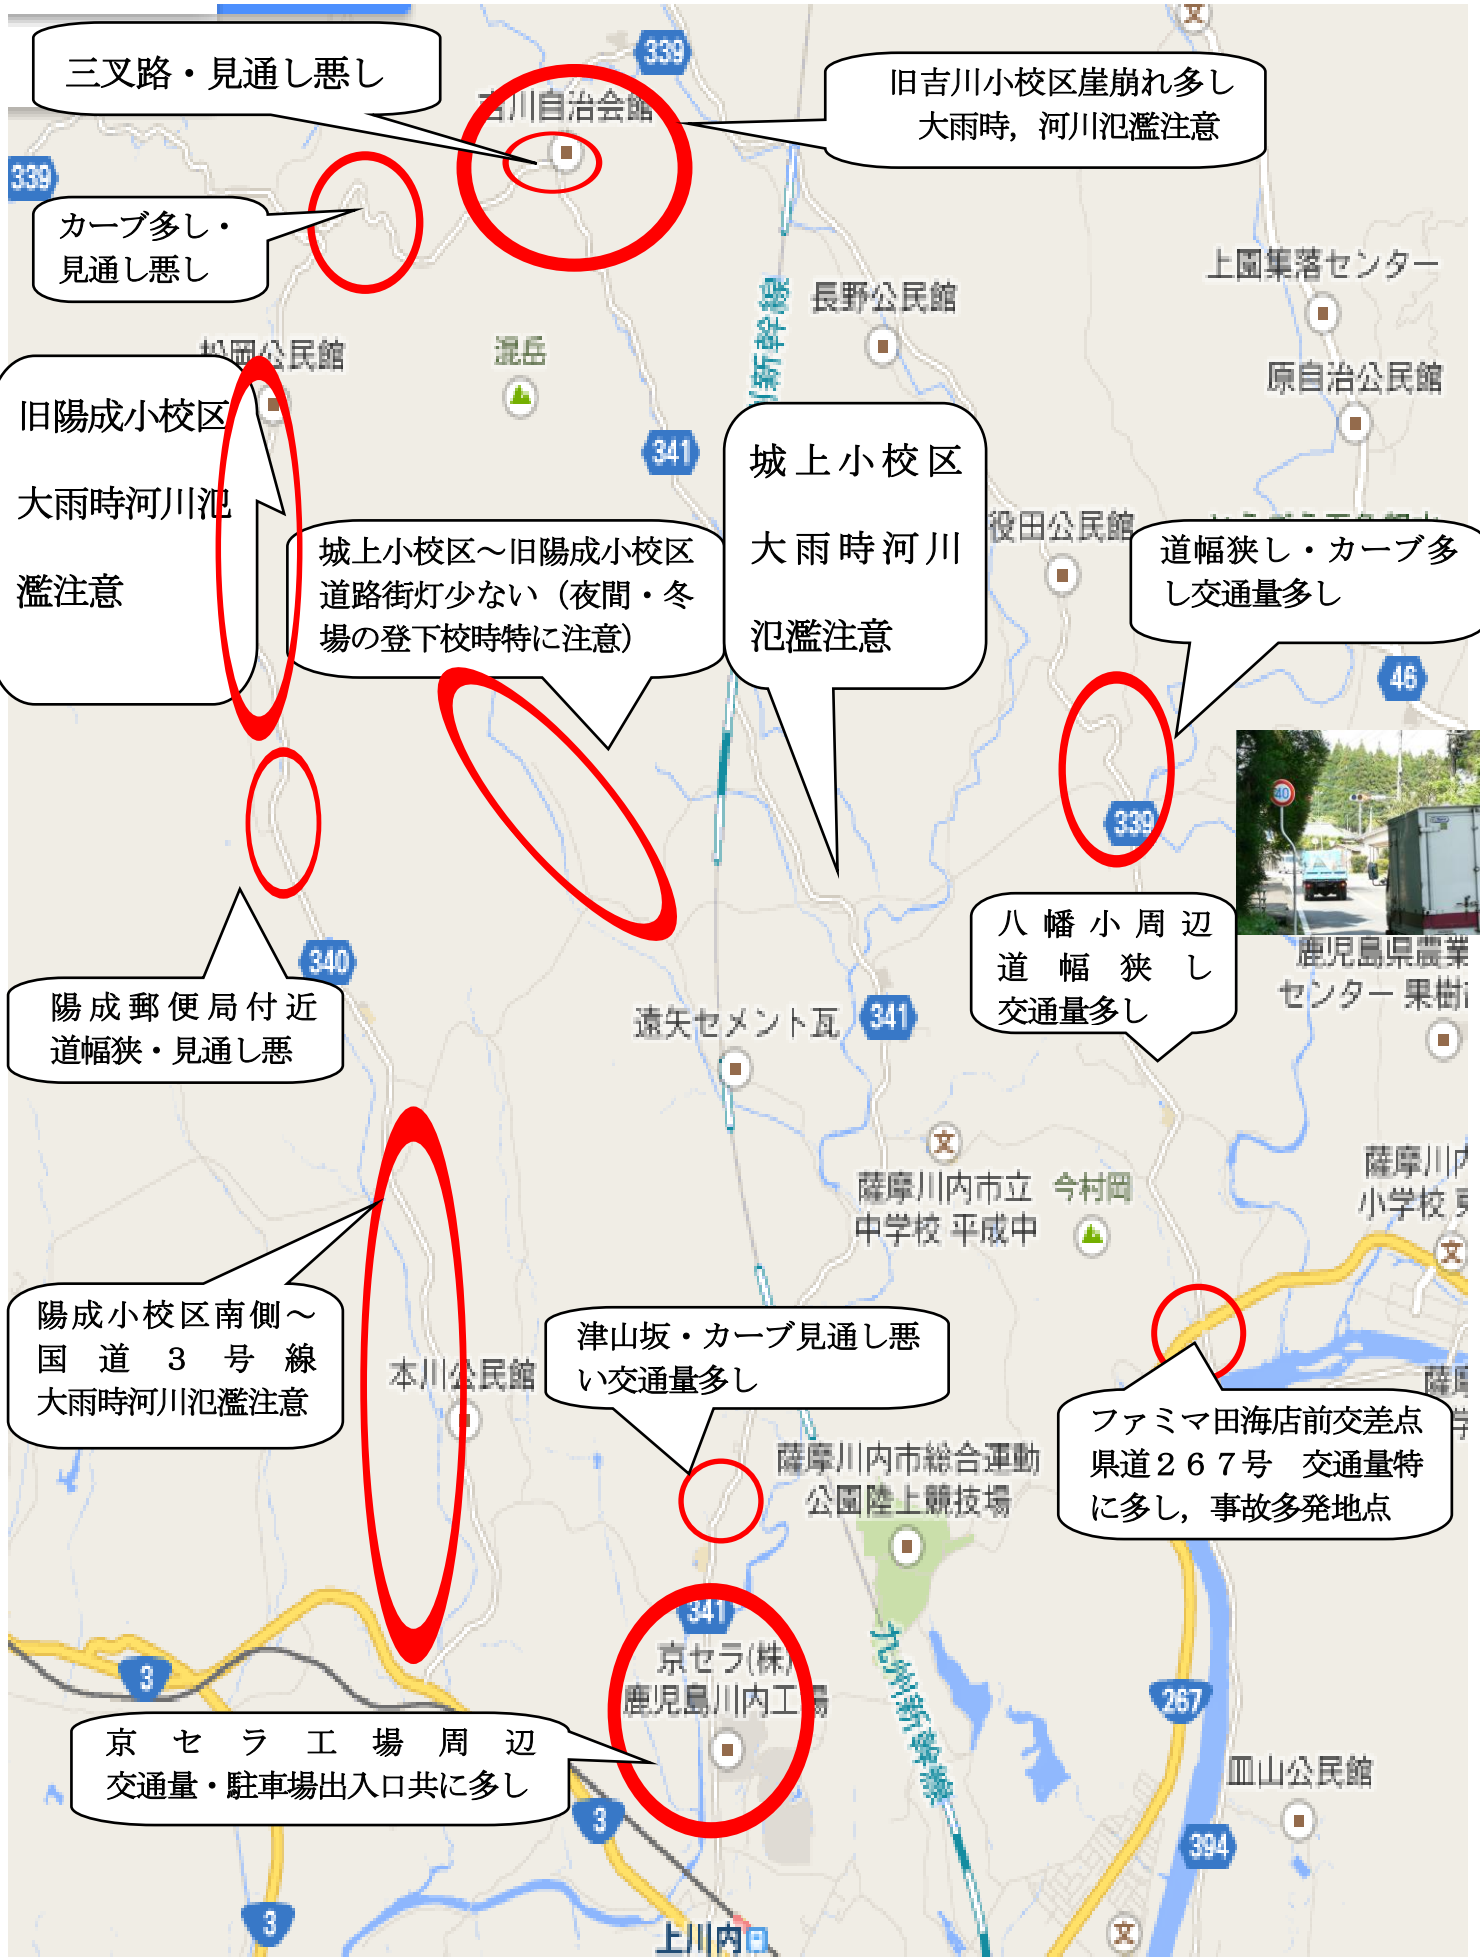 三叉路・見通し悪し
339
旧吉川小校区崖崩れ多し
大雨時，河川氾濫注意
吉川自治会館
339
カーブ多し・
見通し悪し
上園集落センター
長野公民館
松岡公民館
混岳
原自治公民館
旧陽成小校区
大雨時河川氾
濫注意
341
城上小校区
大雨時河川
氾濫注意
役田公民館
城上小校区～旧陽成小校区
道路街灯少ない（夜間・冬
場の登下校時特に注意）
道幅狭し・カーブ多
し交通量多し
46
40
339
八幡小周辺
道幅狭し
交通量多し
鹿児島県農業
センター 果樹
340
陽成郵便局付近
道幅狭・見通し悪
遠矢セメント瓦
341
薩摩川内市立
中学校 平成中
今村岡
薩摩川内
小学校
陽成小校区南側～
国道３号線
大雨時河川氾濫注意
本川公民館
津山坂・カーブ見通し悪
い交通量多し
薩摩
ファミマ田海店前交差点
県道２６７号　交通量特
に多し，事故多発地点
薩摩川内市総合運動
公園陸上競技場
341
京セラ(株)
鹿児島川内工場
3
267
九州新幹線
京セラ工場周辺
交通量・駐車場出入口共に多し
皿山公民館
3
394
3
上川内